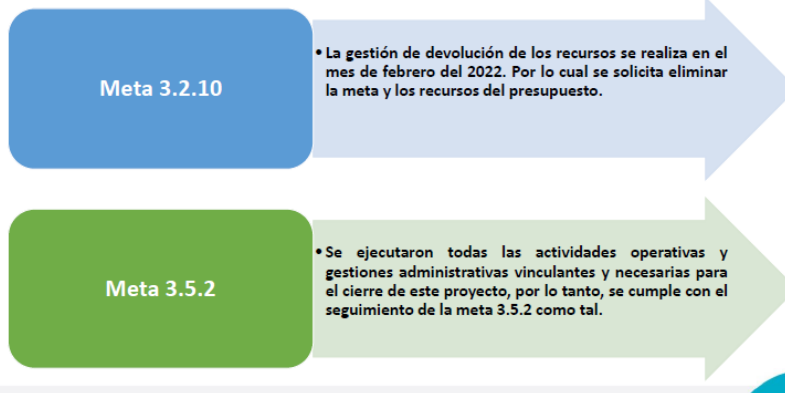 Meta 3.2.10
• La gestión de devolución de los recursos se realiza en el
mes de febrero del 2022. Por lo cual se solicita eliminar
la meta y los recursos del presupuesto.
Meta 3.5.2
• Se ejecutaron todas las actividades operativas y
gestiones administrativas vinculantes y necesarias para
el cierre de este proyecto, por lo tanto, se cumple con el
seguimiento de la meta 3.5.2 como tal.